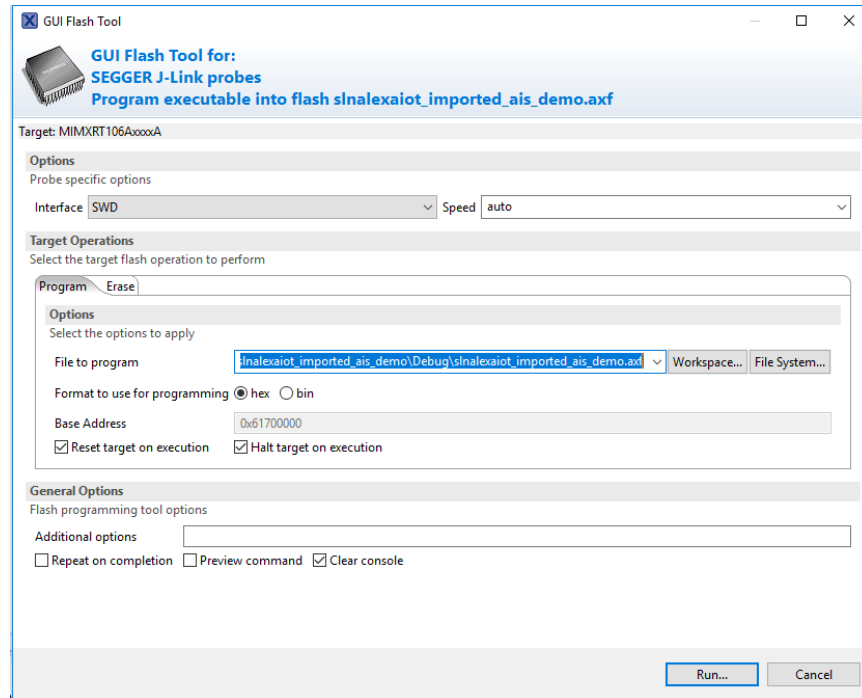 GUI Flash Tool
GUI Flash Tool for:
SEGGER J-Link probes
Program executable into flash slnalexaiot_imported_ais_demo.axf
Target: MIMXRT106AxxxxA
Options
Probe specific options
Interface SWD Speed auto
Target Operations
Select the target flash operation to perform
Program Erase
Options
Select the options to apply
File to program slnalexaiot_imported_ais_demo\Debug\slnalexaiot_imported_ais_demo.axf Workspace... File System...
Format to use for programming hex bin
Base Address 0x61700000
Reset target on execution Halt target on execution
General Options
Flash programming tool options
Additional options
Repeat on completion Preview command Clear console
Run... Cancel